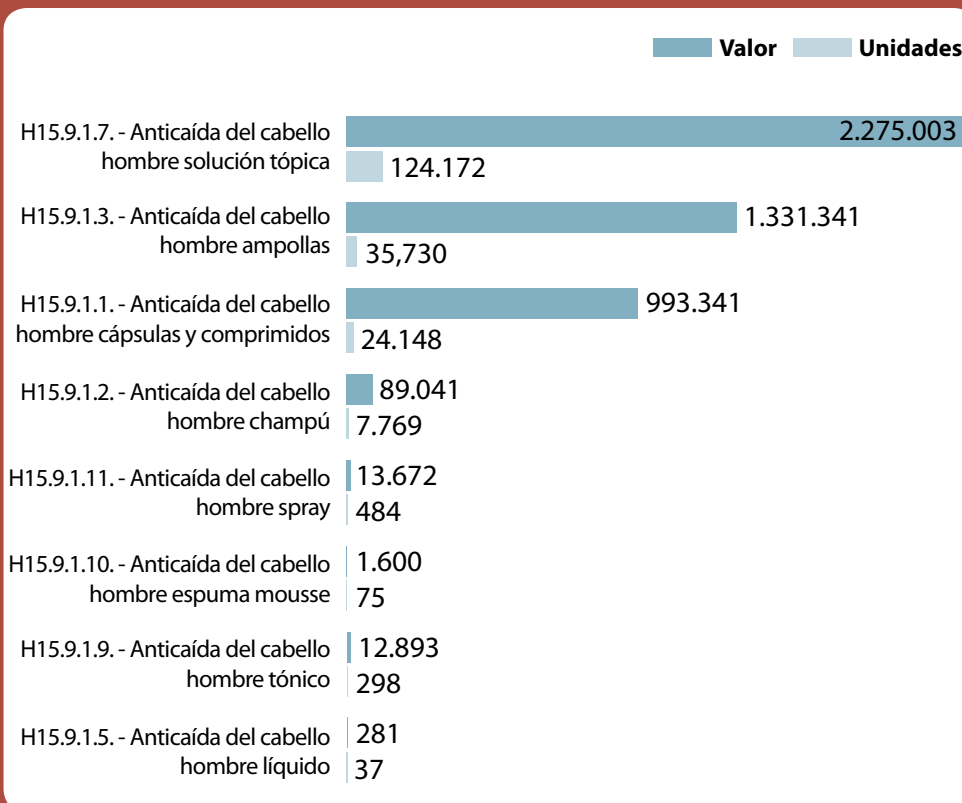 Valor Unidades
H15.9.1.7. - Anticaída del cabello
hombre solución tópica
2.275.003
124.172
H15.9.1.3. - Anticaída del cabello
hombre ampollas
1.331.341
35,730
H15.9.1.1. - Anticaída del cabello
hombre cápsulas y comprimidos
993.341
24.148
H15.9.1.2. - Anticaída del cabello
hombre champú
89.041
7.769
H15.9.1.11. - Anticaída del cabello
hombre spray
13.672
484
H15.9.1.10. - Anticaída del cabello
hombre espuma mousse
1.600
75
H15.9.1.9. - Anticaída del cabello
hombre tónico
12.893
298
H15.9.1.5. - Anticaída del cabello
hombre líquido
281
37